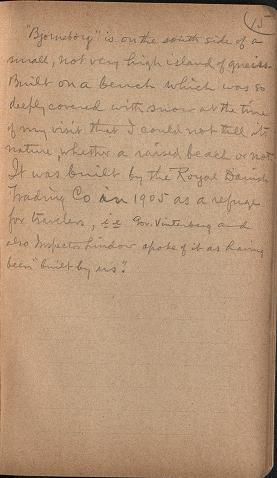 15
"Bjorneborg" is on the south side of a
small, not very high island of gneiss.
Built on a bench which was so
deeply covered with snow at the time
of my visit that I could not tell its
nature, whether a raised beach or not.
It was built by the Royal Danish
Trading Co in 1905 as a refuge
for travelers, i.e. Gov. Vinterberg and
also Inspector Lindow spoke of it as having
been "built by us".